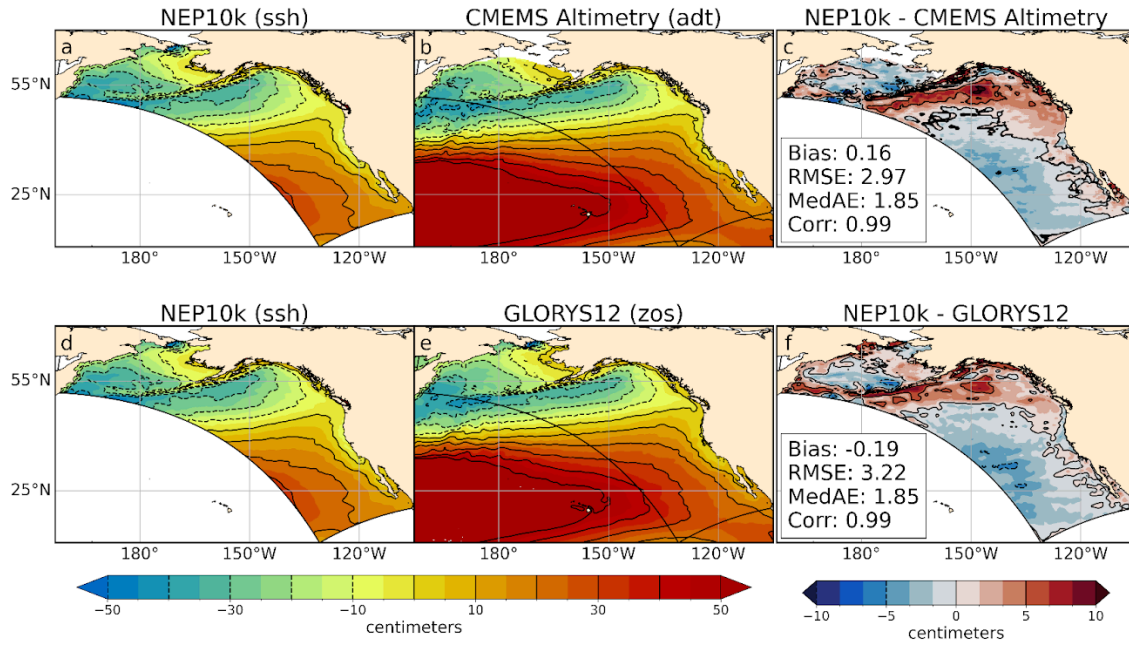 NEP10k (ssh) CMEMS Altimetry (adt) NEP10k - CMEMS Altimetry
a b c
55°N
25°N
Bias: 0.16
RMSE: 2.97
MedAE: 1.85
Corr: 0.99
180° 150°W 120°W 180° 150°W 120°W 180° 150°W 120°W
NEP10k (ssh) GLORYS12 (zos) NEP10k - GLORYS12
d e f
55°N
25°N
Bias: -0.19
RMSE: 3.22
MedAE: 1.85
Corr: 0.99
180° 150°W 120°W 180° 150°W 120°W 180° 150°W 120°W
−50 −30 −10 10 30 50
centimeters
−10 −5 0 5 10
centimeters